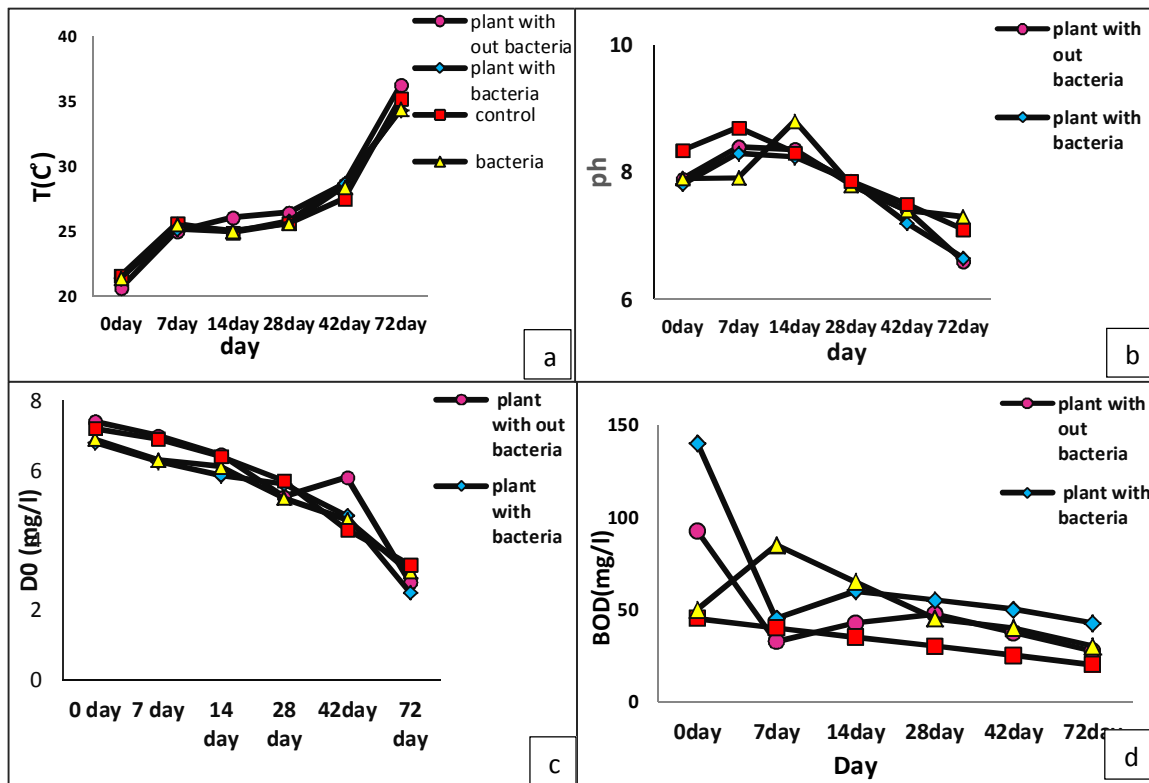 40
35
30
25
20
T(C°)
0day 7day 14day 28day 42day 72day
day
plant with
out bacteria
plant with
bacteria
control
bacteria
a
10
8
6
ph
0day 7day 14day 28day 42day 72day
day
plant with
out
bacteria
plant with
bacteria
b
8
6
4
2
0
D0 (mg/l)
0 day 7 day 14 28 42day 72
day day day
plant
with out
bacteria
plant
with
bacteria
c
150
100
50
0
BOD(mg/l)
0day 7day 14day 28day 42day 72day
Day
plant with
out
bacteria
plant with
bacteria
d